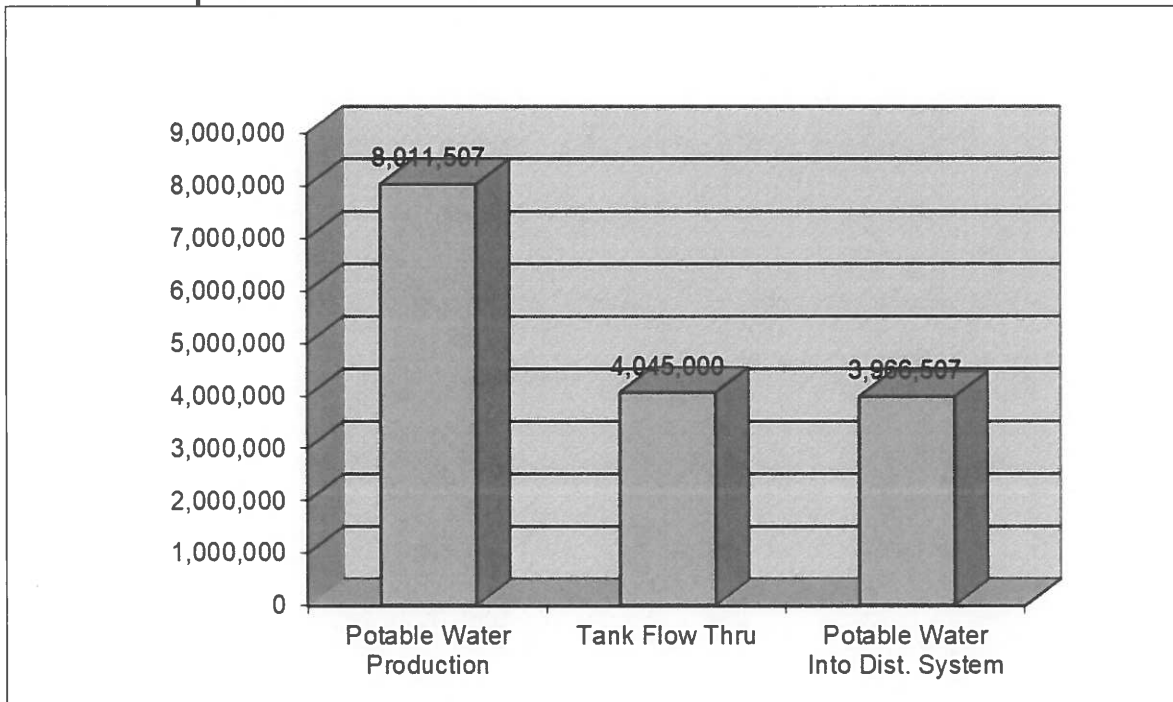 9,000,000
8,000,000
7,000,000
6,000,000
5,000,000
4,000,000
3,000,000
2,000,000
1,000,000
0
8,011,507
4,045,000
3,966,507
Potable Water
Production
Tank Flow Thru
Potable Water
Into Dist. System